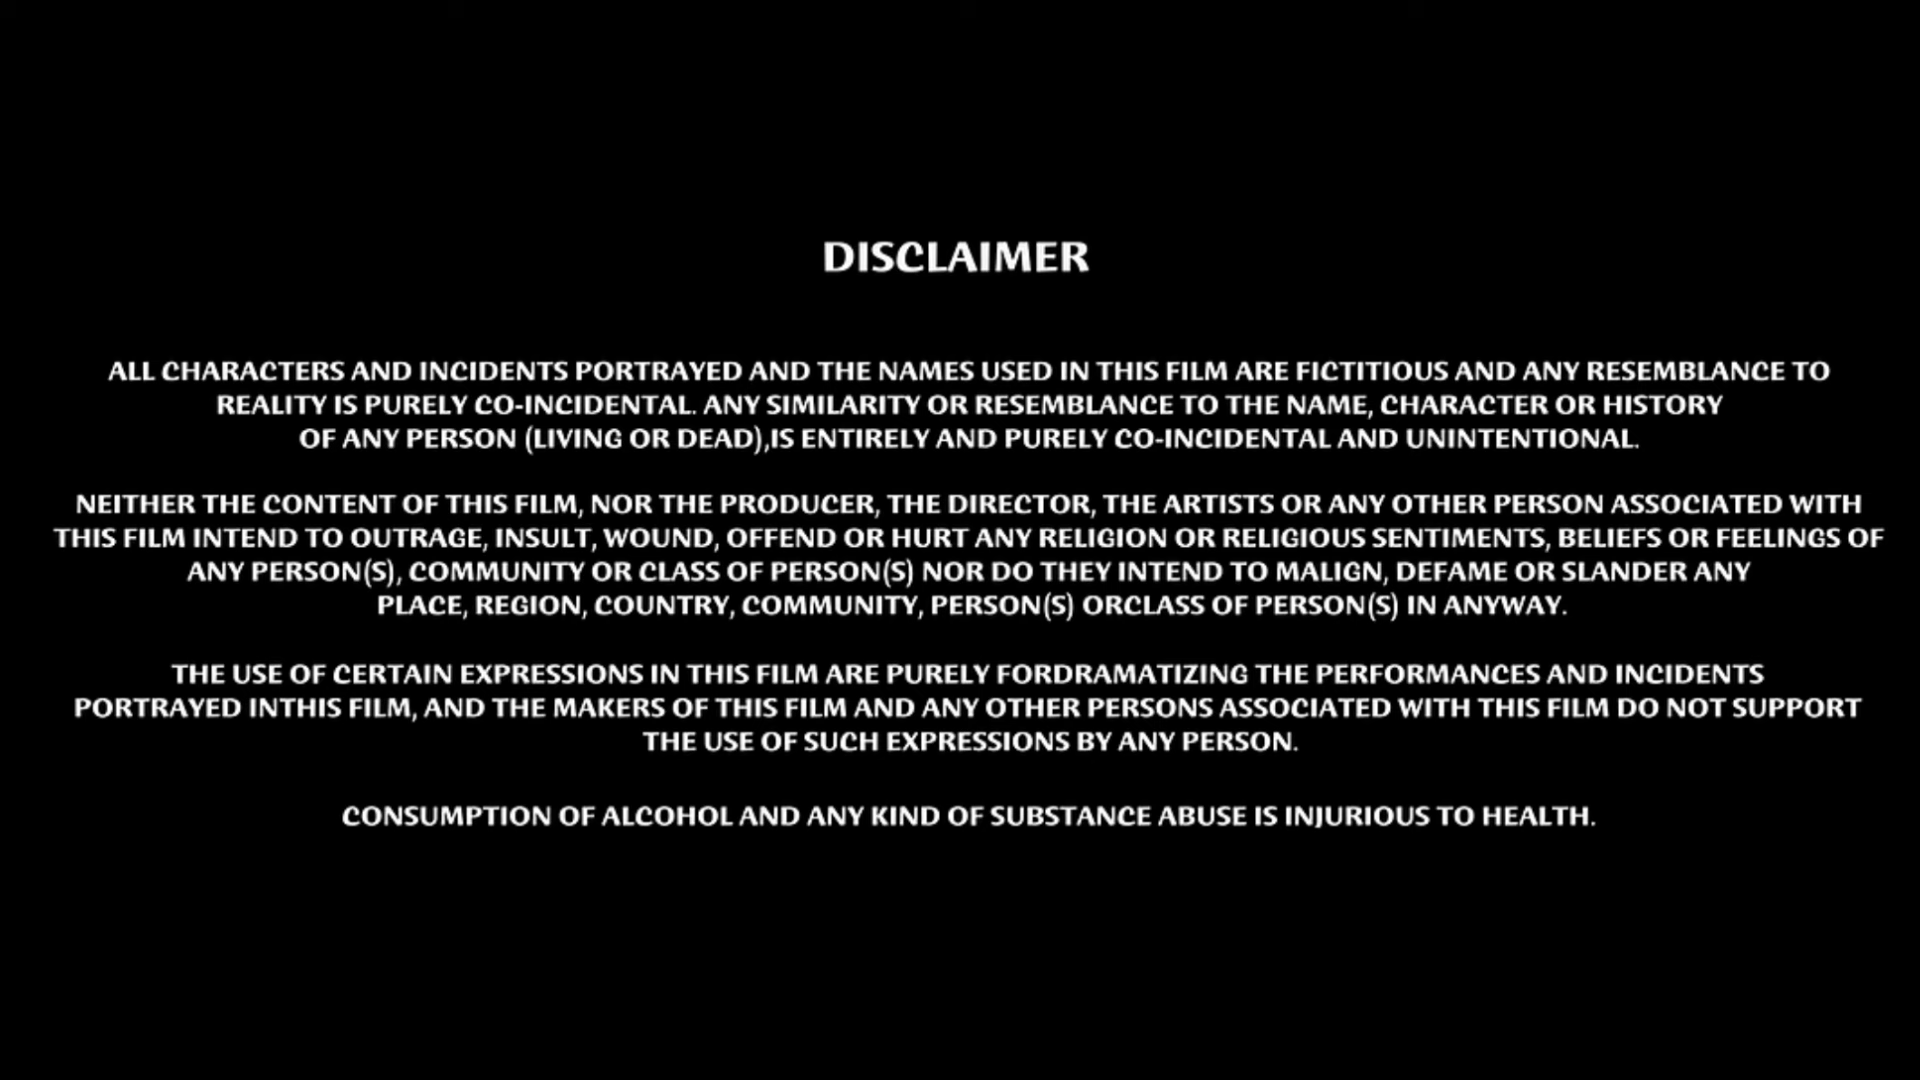 DISCLAIMER
ALL CHARACTERS AND INCIDENTS PORTRAYED AND THE NAMES USED IN THIS FILM ARE FICTITIOUS AND ANY RESEMBLANCE TO
REALITY IS PURELY CO-INCIDENTAL. ANY SIMILARITY OR RESEMBLANCE TO THE NAME, CHARACTER OR HISTORY
OF ANY PERSON (LIVING OR DEAD),IS ENTIRELY AND PURELY CO-INCIDENTAL AND UNINTENTIONAL.
NEITHER THE CONTENT OF THIS FILM, NOR THE PRODUCER, THE DIRECTOR, THE ARTISTS OR ANY OTHER PERSON ASSOCIATED WITH
THIS FILM INTEND TO OUTRAGE, INSULT, WOUND, OFFEND OR HURT ANY RELIGION OR RELIGIOUS SENTIMENTS, BELIEFS OR FEELINGS OF
ANY PERSON(S), COMMUNITY OR CLASS OF PERSON(S) NOR DO THEY INTEND TO MALIGN, DEFAME OR SLANDER ANY
PLACE, REGION, COUNTRY, COMMUNITY, PERSON(S) ORCLASS OF PERSON(S) IN ANYWAY.
THE USE OF CERTAIN EXPRESSIONS IN THIS FILM ARE PURELY FORDRAMATIZING THE PERFORMANCES AND INCIDENTS
PORTRAYED INTHIS FILM, AND THE MAKERS OF THIS FILM AND ANY OTHER PERSONS ASSOCIATED WITH THIS FILM DO NOT SUPPORT
THE USE OF SUCH EXPRESSIONS BY ANY PERSON.
CONSUMPTION OF ALCOHOL AND ANY KIND OF SUBSTANCE ABUSE IS INJURIOUS TO HEALTH.